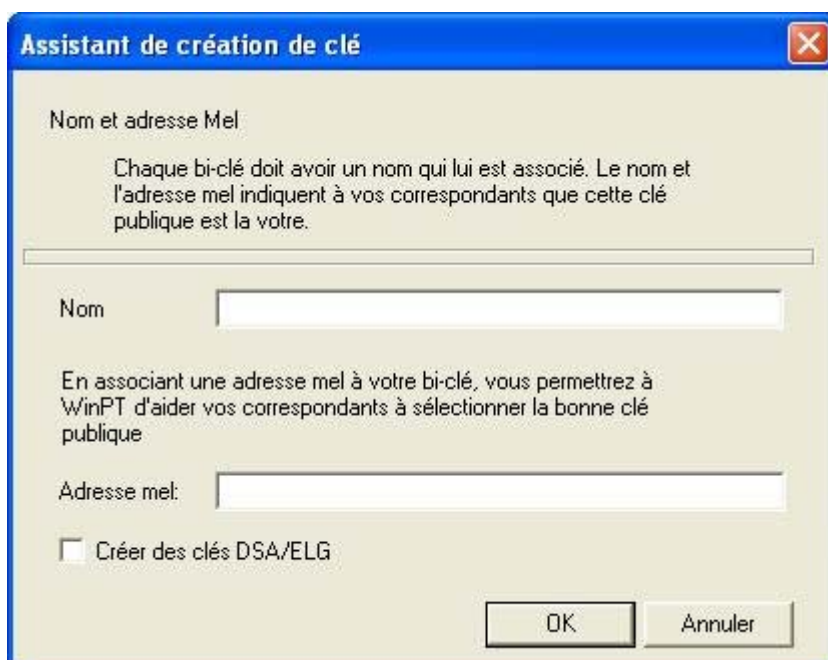 Assistant de création de clé
Nom et adresse Mel
Chaque bi-clé doit avoir un nom qui lui est associé. Le nom et
l'adresse mel indiquent à vos correspondants que cette clé
publique est la votre.
Nom
En associant une adresse mel à votre bi-clé, vous permettrez à
WinPT d'aider vos correspondants à sélectionner la bonne clé
publique
Adresse mel:
Créer des clés DSA/ELG
OK Annuler